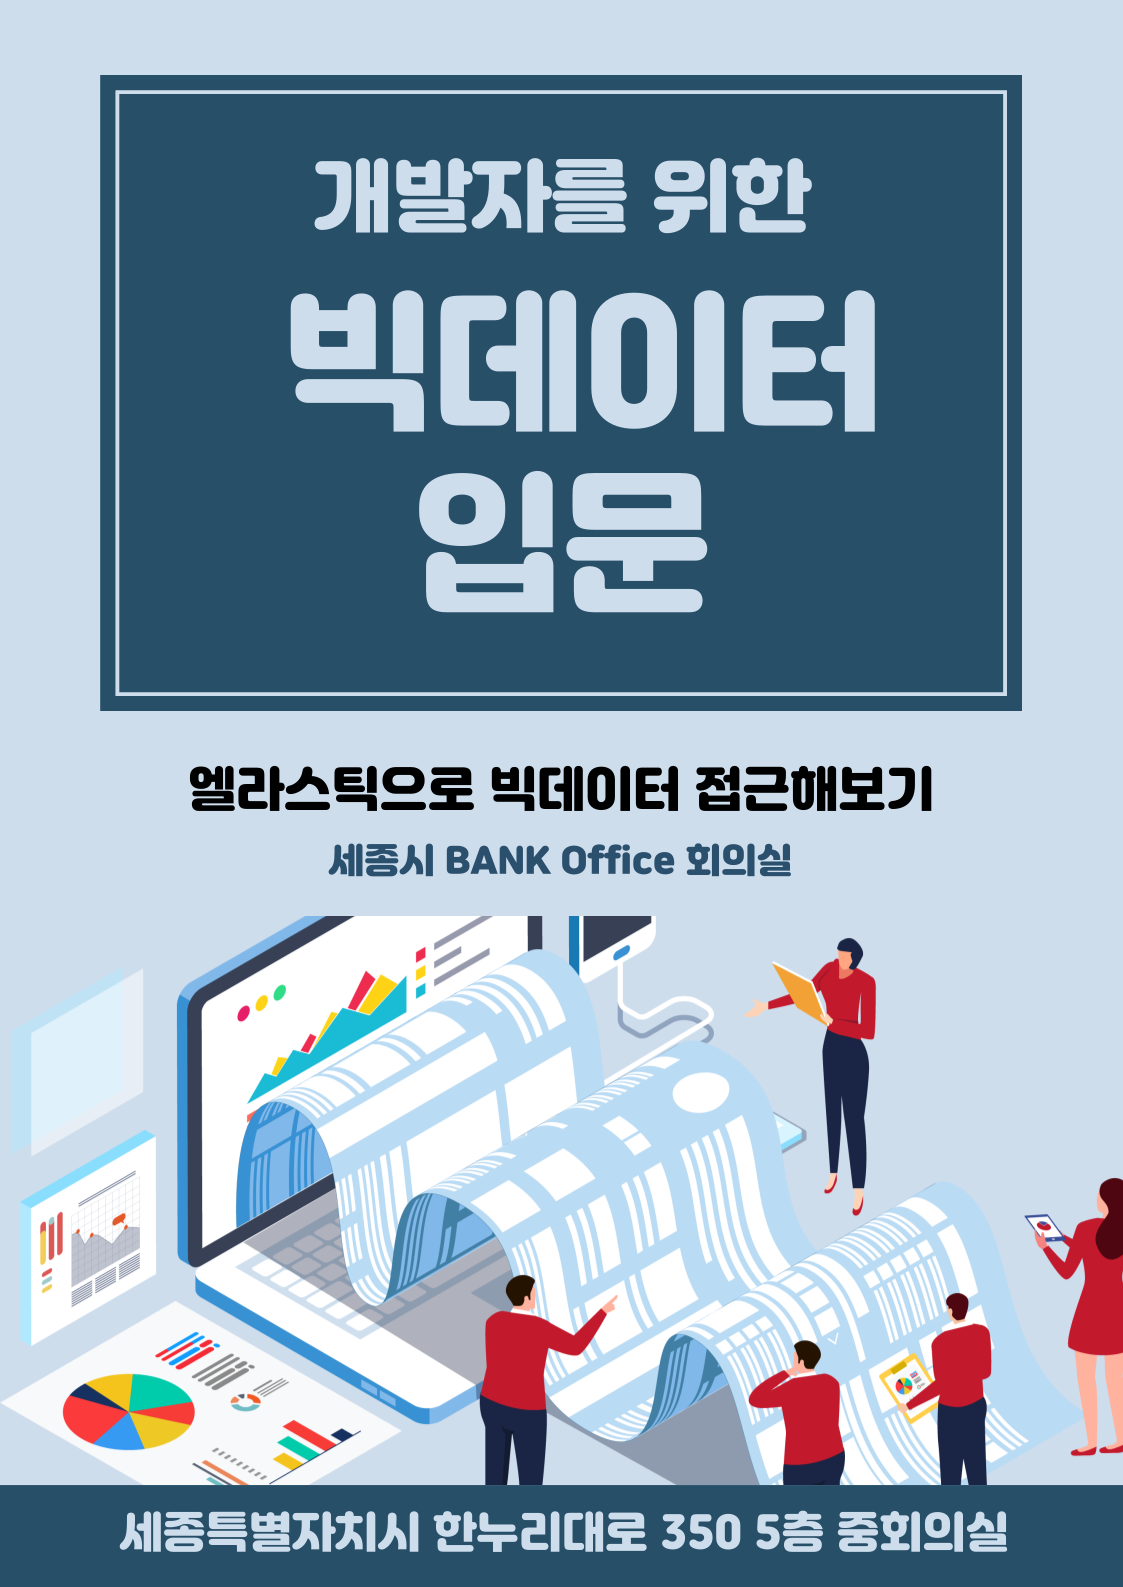 개발자를 위한
빅데이터
입문
엘라스틱으로 빅데이터 접근해보기
세종시 BANK Office 회의실
세종특별자치시 한누리대로 350 5층 중회의실